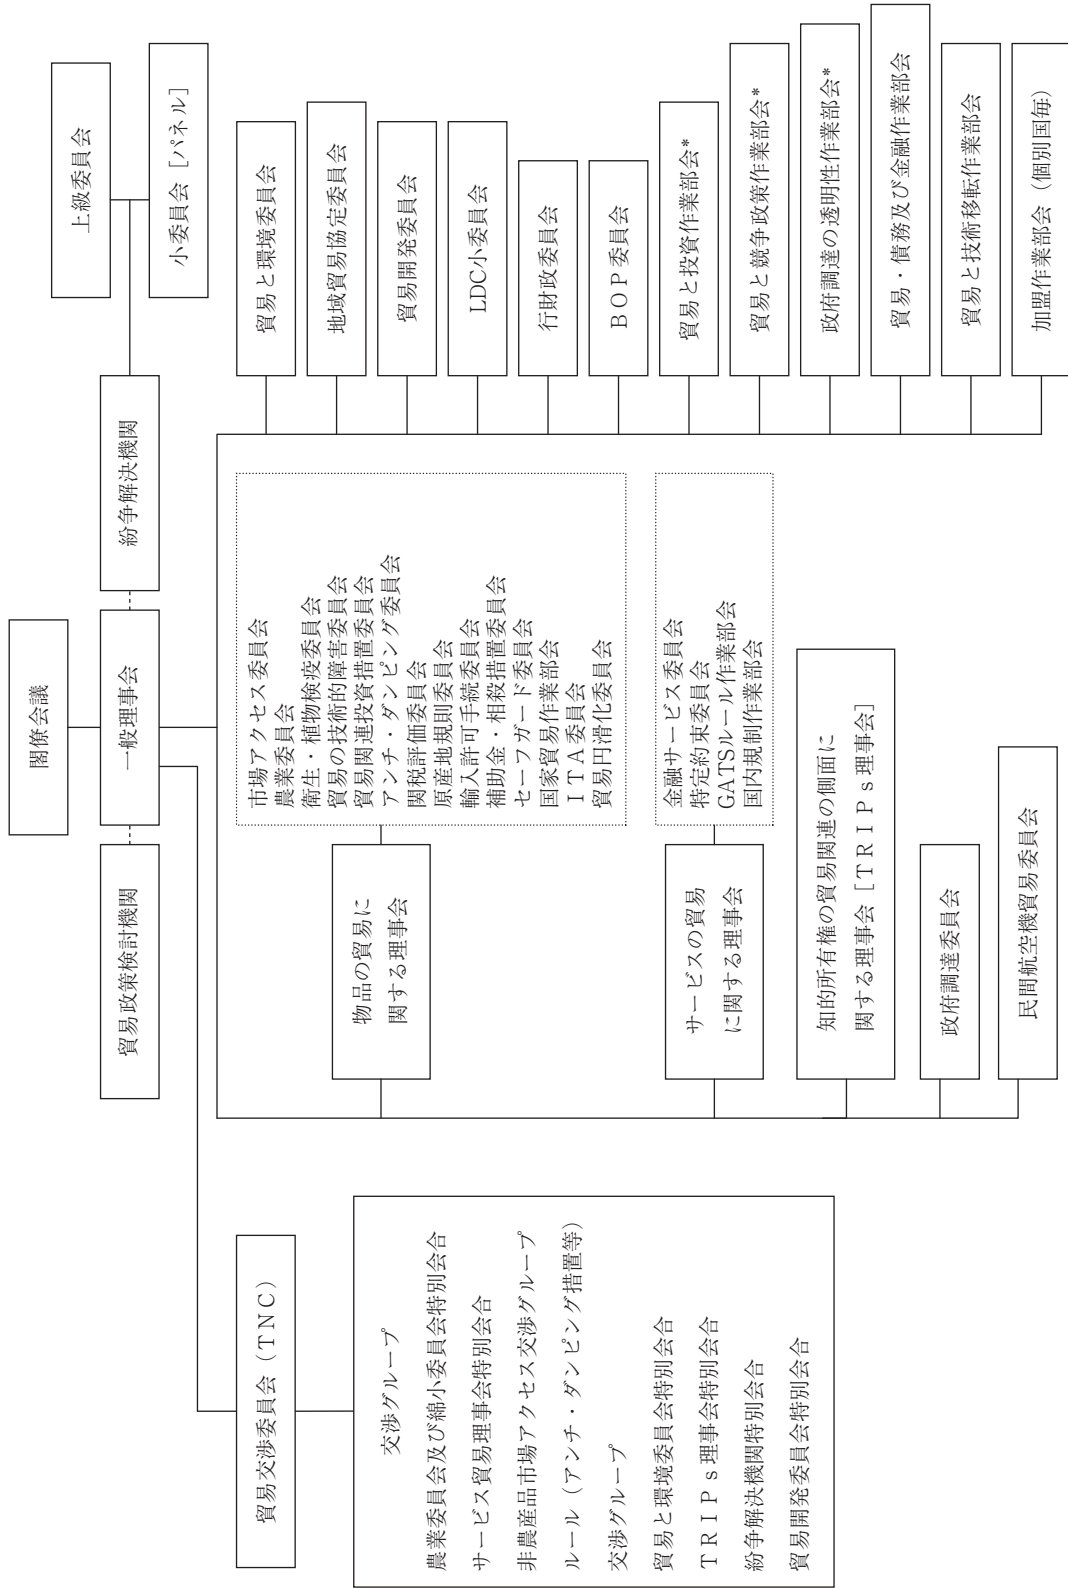 閣僚会議
貿易政策検討機関
一般理事会
紛争解決機関
上級委員会
小委員会［パネル］
貿易交渉委員会（ＴＮＣ）
交渉グループ
農業委員会及び綿小委員会特別会合
サービス貿易理事会特別会合
非農産品市場アクセス交渉グループ
ルール（アンチ・ダンピング措置等）
交渉グループ
貿易と環境委員会特別会合
ＴＲＩＰｓ理事会特別会合
紛争解決機関特別会合
貿易開発委員会特別会合
物品の貿易に
関する理事会
市場アクセス委員会
農業委員会
衛生・植物検疫委員会
貿易の技術的障害委員会
貿易関連投資措置委員会
アンチ・ダンピング委員会
関税評価委員会
原産地規則委員会
輸入許可手続委員会
補助金・相殺措置委員会
セーフガード委員会
国家貿易作業部会
ＩＴＡ委員会
貿易円滑化委員会
サービスの貿易
に関する理事会
金融サービス委員会
特定約束委員会
GATSルール作業部会
国内規制作業部会
知的所有権の貿易関連の側面に
関する理事会［ＴＲＩＰｓ理事会］
政府調達委員会
民間航空機貿易委員会
貿易と環境委員会
地域貿易協定委員会
貿易開発委員会
LDC小委員会
行財政委員会
ＢＯＰ委員会
貿易と投資作業部会*
貿易と競争政策作業部会*
政府調達の透明性作業部会*
貿易・債務及び金融作業部会
貿易と技術移転作業部会
加盟作業部会（個別国毎）